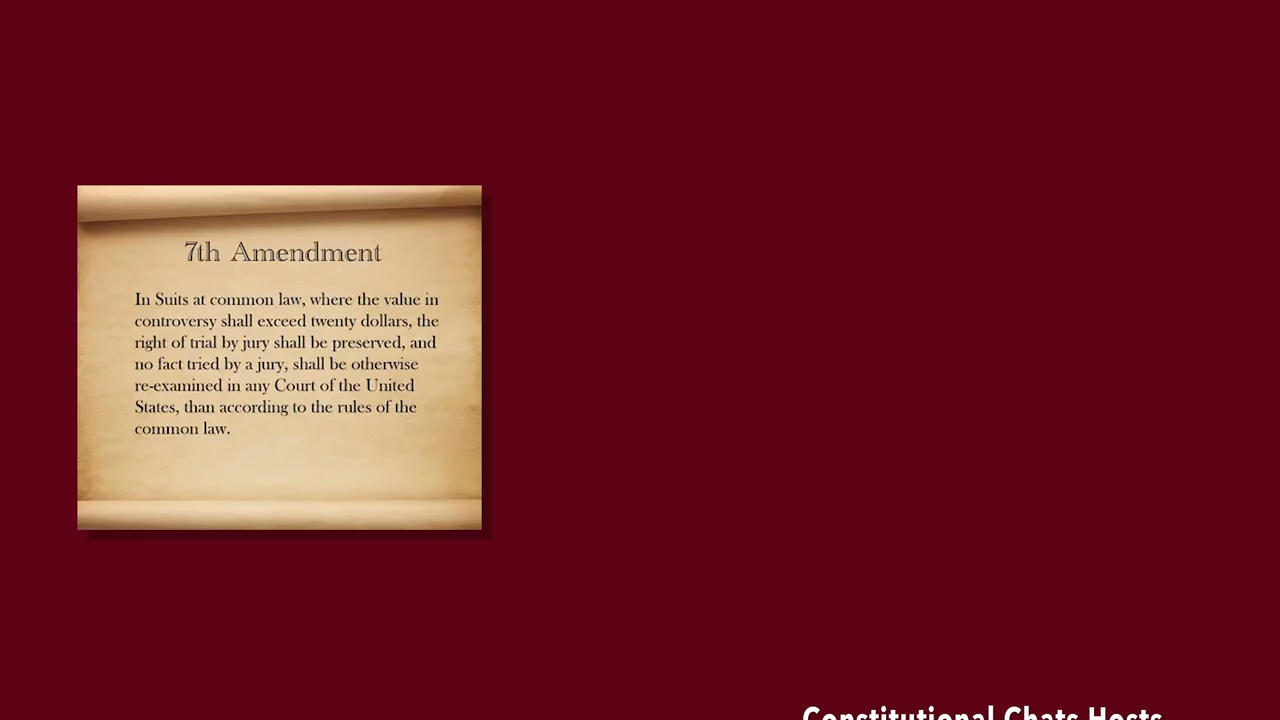 7th Amendment
In Suits at common law, where the value in
controversy shall exceed twenty dollars, the
right of trial by jury shall be preserved, and
no fact tried by a jury, shall be otherwise
re-examined in any Court of the United
States, than according to the rules of the
common law.
Constitutional Chats Hosts